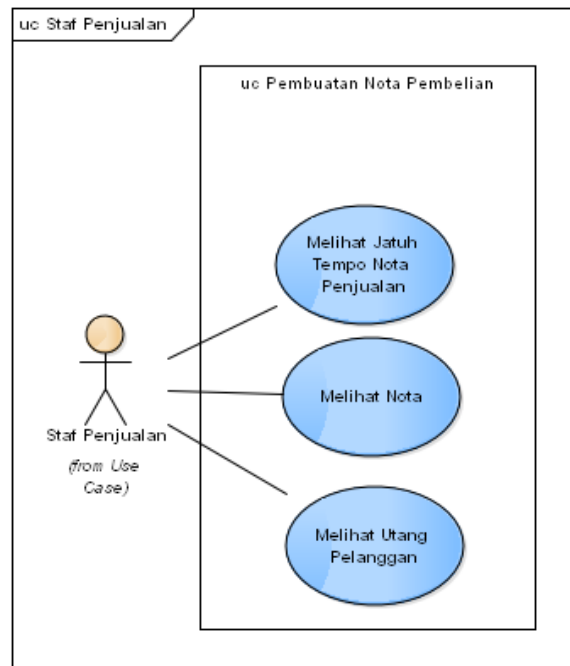 uc Staf Penjualan
uc Pembuatan Nota Pembelian
Melihat Jatuh
Tempo Nota
Penjualan
Melihat Nota
Staf Penjualan
(from Use
Case)
Melihat Utang
Pelanggan